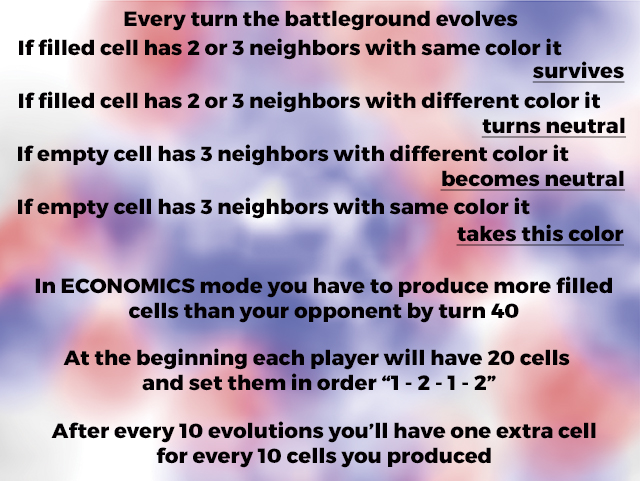 Every turn the battleground evolves
If filled cell has 2 or 3 neighbors with same color it
survives
If filled cell has 2 or 3 neighbors with different color it
turns neutral
If empty cell has 3 neighbors with different color it
becomes neutral
If empty cell has 3 neighbors with same color it
takes this color
In ECONOMICS mode you have to produce more filled
cells than your opponent by turn 40
At the beginning each player will have 20 cells
and set them in order “1 - 2 - 1 - 2”
After every 10 evolutions you’ll have one extra cell
for every 10 cells you produced